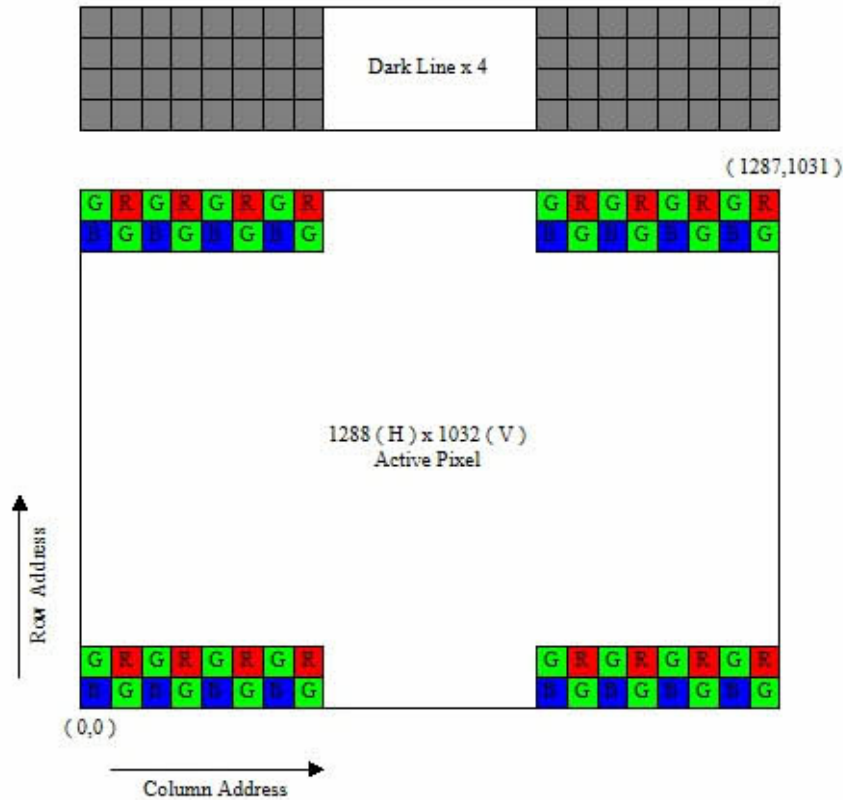 Dark Line x 4
( 1287,1031 )
G R G R G R G R G R G R G R G R
B G B G B G B G B G B G B G B G
1288 ( H ) x 1032 ( V )
Active Pixel
Row Address
G R G R G R G R G R G R G R G R
B G B G B G B G B G B G B G B G
( 0,0 )
Column Address